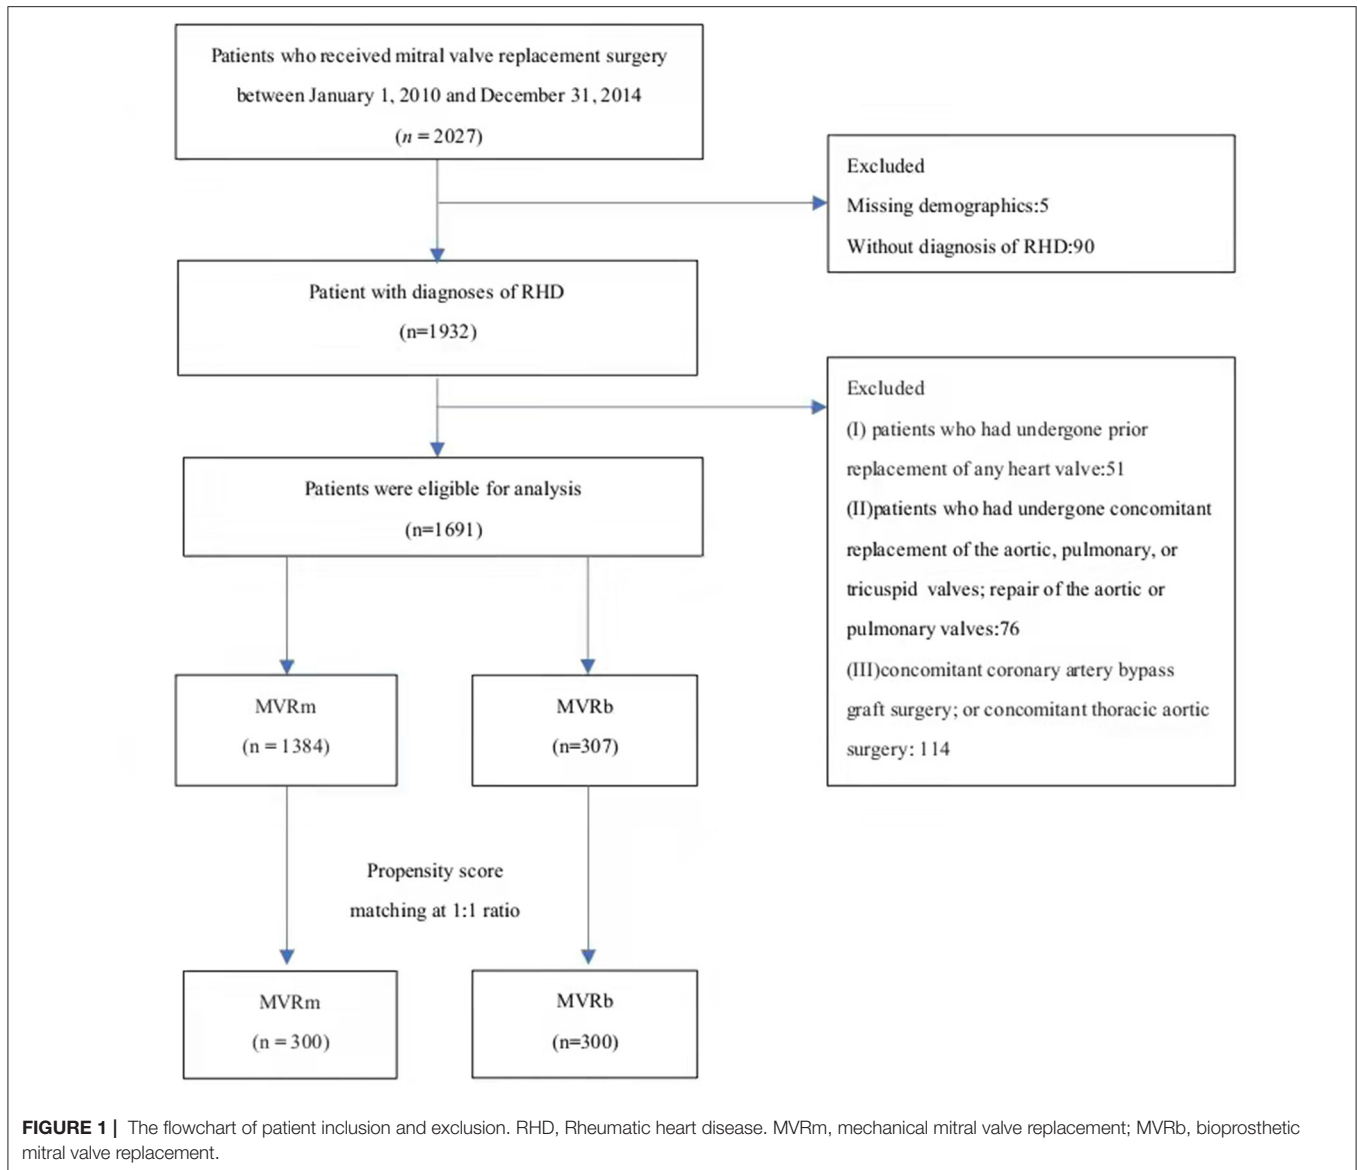 Patients who received mitral valve replacement surgery
between January 1, 2010 and December 31, 2014
(n = 2027)
Excluded
Missing demographics:5
Without diagnosis of RHD:90
Patient with diagnoses of RHD
(n=1932)
Excluded
(I) patients who had undergone prior
replacement of any heart valve:51
(II)patients who had undergone concomitant
replacement of the aortic, pulmonary, or
tricuspid valves; repair of the aortic or
pulmonary valves:76
(III)concomitant coronary artery bypass
graft surgery; or concomitant thoracic aortic
surgery: 114
Patients were eligible for analysis
(n=1691)
MVRm
(n = 1384)
MVRb
(n=307)
Propensity score
matching at 1:1 ratio
MVRm
(n = 300)
MVRb
(n=300)
FIGURE 1 | The flowchart of patient inclusion and exclusion. RHD, Rheumatic heart disease. MVRm, mechanical mitral valve replacement; MVRb, bioprosthetic
mitral valve replacement.